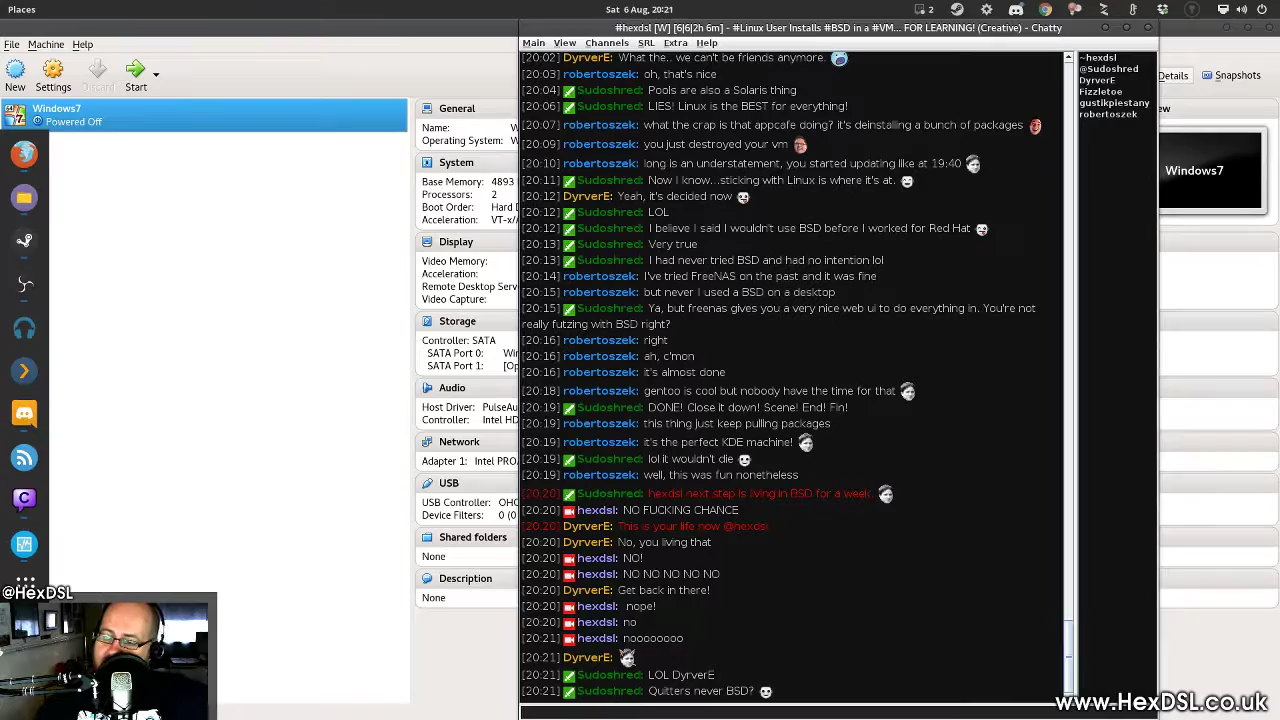 Places
Sat 6 Aug, 20:21
2
#hexdsl [W] [6|6|2h 6m] - #Linux User Installs #BSD in a #VM... FOR LEARNING! (Creative) - Chatty
File Machine Help
New Settings Discard Start
Details Snapshots
Windows7
Powered Off
General
Name:
Operating System:
System
Base Memory: 4893
Processors: 2
Boot Order: Hard
Acceleration: VT-x/
Display
Video Memory:
Acceleration:
Remote Desktop Serv
Video Capture:
Storage
Controller: SATA
SATA Port 0:
SATA Port 1: [Op
Audio
Host Driver: PulseAu
Controller: Intel HD
Network
Adapter 1: Intel PRO
USB
USB Controller: OHC
Device Filters: 0 (0
Shared folders
None
Description
None
@HexDSL
Main View Channels SRL Extra Help
[20:02] DyrverE: What the.. we can't be friends anymore.
[20:03] robertoszek: oh, that's nice
[20:04] Sudoshred: Pools are also a Solaris thing
[20:06] Sudoshred: LIES! Linux is the BEST for everything!
[20:07] robertoszek: what the crap is that appcafe doing? it's deinstalling a bunch of packages
[20:09] robertoszek: you just destroyed your vm
[20:10] robertoszek: long is an understatement, you started updating like at 19:40
[20:11] Sudoshred: Now I know...sticking with Linux is where it's at.
[20:12] DyrverE: Yeah, it's decided now
[20:12] Sudoshred: LOL
[20:12] Sudoshred: I believe I said I wouldn't use BSD before I worked for Red Hat
[20:13] Sudoshred: Very true
[20:13] Sudoshred: I had never tried BSD and had no intention lol
[20:14] robertoszek: I've tried FreeNAS on the past and it was fine
[20:15] robertoszek: but never I used a BSD on a desktop
[20:15] Sudoshred: Ya, but freenas gives you a very nice web ui to do everything in. You're not
really futzing with BSD right?
[20:16] robertoszek: right
[20:16] robertoszek: ah, c'mon
[20:16] robertoszek: it's almost done
[20:18] robertoszek: gentoo is cool but nobody have the time for that
[20:19] Sudoshred: DONE! Close it down! Scene! End! Fin!
[20:19] robertoszek: this thing just keep pulling packages
[20:19] robertoszek: it's the perfect KDE machine!
[20:19] Sudoshred: lol it wouldn't die
[20:19] robertoszek: well, this was fun nonetheless
[20:20] Sudoshred: hexdsl next step is living in BSD for a week.
[20:20] hexdsl: NO FUCKING CHANCE
[20:20] DyrverE: This is your life now @hexdsl
[20:20] DyrverE: No, you living that
[20:20] hexdsl: NO!
[20:20] hexdsl: NO NO NO NO NO
[20:20] DyrverE: Get back in there!
[20:20] hexdsl: nope!
[20:20] hexdsl: no
[20:21] hexdsl: noooooooo
[20:21] DyrverE:
[20:21] Sudoshred: LOL DyrverE
[20:21] Sudoshred: Quitters never BSD?
~hexdsl
@Sudoshred
DyrverE
Fizzletoe
gustikpiestany
robertoszek
Windows7
www.HexDSL.co.uk